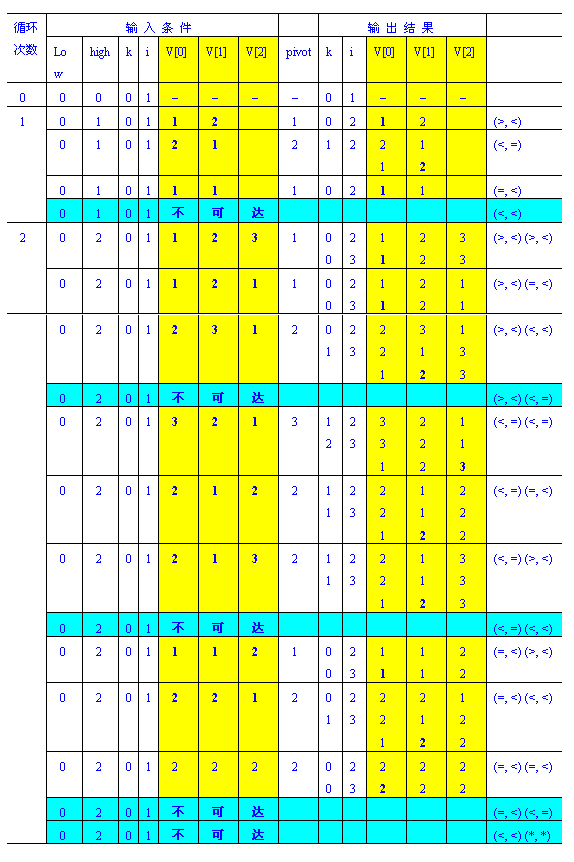 循环 输 入 条 件 输 出 结 果
次数 Lo high k i V[0] V[1] V[2] pivot k i V[0] V[1] V[2]
w
0 0 0 0 1 – – – – 0 1 – – –
1 0 1 0 1 1 2 1 0 2 1 2 (>, <)
0 1 0 1 2 1 2 1 2 2 1 (<, =)
1 2
0 1 0 1 1 1 1 0 2 1 1 (=, <)
0 1 0 1 不 可 达 (<, <)
2 0 2 0 1 1 2 3 1 0 2 1 2 3 (>, <) (>, <)
0 3 1 2 3
0 2 0 1 1 2 1 1 0 2 1 2 1 (>, <) (=, <)
0 3 1 2 1
0 2 0 1 2 3 1 2 0 2 2 3 1 (>, <) (<, <)
1 3 2 1 3
1 2 3
0 2 0 1 不 可 达 (>, <) (<, =)
0 2 0 1 3 2 1 3 1 2 3 2 1 (<, =) (<, =)
2 3 3 2 1
1 2 3
0 2 0 1 2 1 2 2 1 2 2 1 2 (<, =) (=, <)
1 3 2 1 2
1 2 2
0 2 0 1 2 1 3 2 1 2 2 1 3 (<, =) (>, <)
1 3 2 1 3
1 2 3
0 2 0 1 不 可 达 (<, =) (<, <)
0 2 0 1 1 1 2 1 0 2 1 1 2 (=, <) (>, <)
0 3 1 1 2
0 2 0 1 2 2 1 2 0 2 2 2 1 (=, <) (<, <)
1 3 2 1 2
1 2 2
0 2 0 1 2 2 2 2 0 2 2 2 2 (=, <) (=, <)
0 3 2 2 2
0 2 0 1 不 可 达 (=, <) (<, =)
0 2 0 1 不 可 达 (<, <) (*, *)